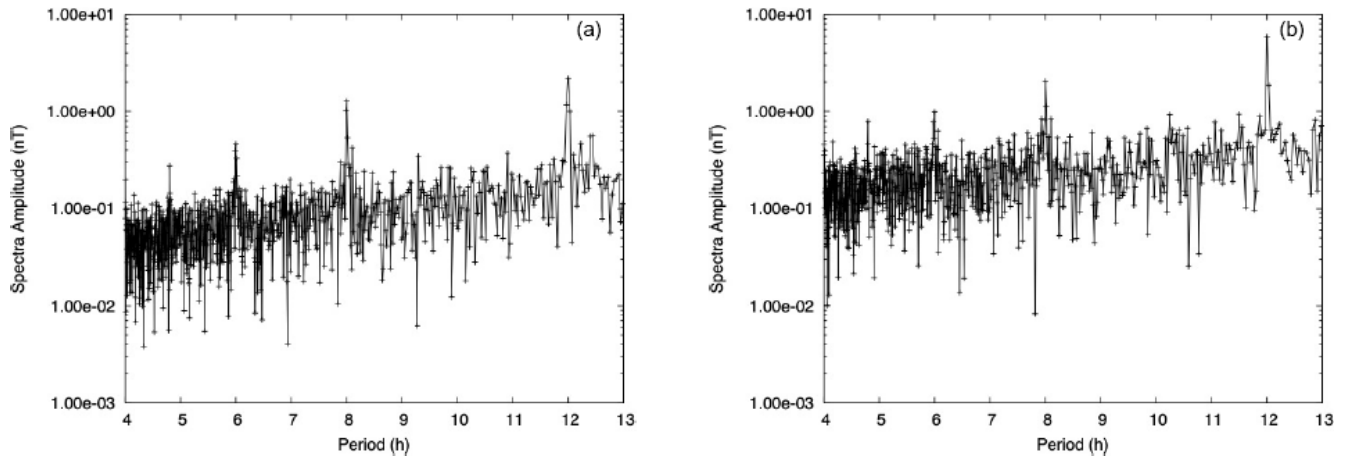 (a)
1.00e+01
1.00e+00
1.00e-01
1.00e-02
1.00e-03
Spectra Amplitude (nT)
4 5 6 7 8 9 10 11 12 13
Period (h)
(b)
1.00e+01
1.00e+00
1.00e-01
1.00e-02
1.00e-03
Spectra Amplitude (nT)
4 5 6 7 8 9 10 11 12 13
Period (h)